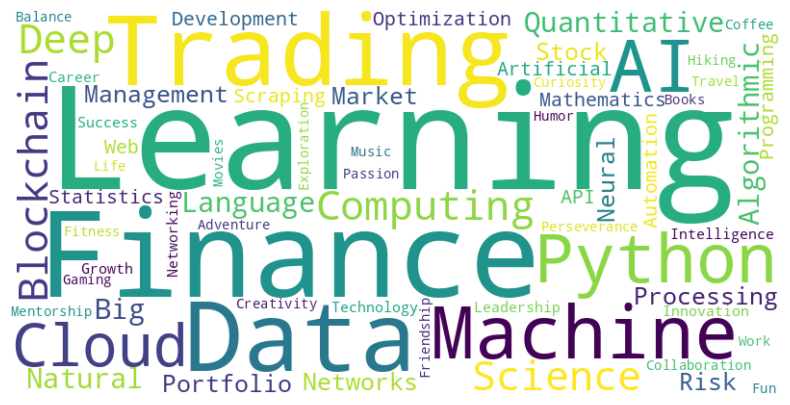 Balance
Development
Optimization
Quantitative
Coffee
Deep
Trading
Stock
AI
Hiking
Career
Artificial
Curiosity
Travel
Programming
Blockchain
Management
Scraping
Market
Mathematics
Books
Algorithmic
Success
Learning
Humor
Web
Life
Movies
Exploration
Music
Passion
Neural
Automation
Statistics
Networking
Language
Computing
API
Fitness
Adventure
Perseverance
Intelligence
Growth
Gaming
Finance
Python
Mentorship
Big
Creativity
Technology
Friendship
Leadership
Processing
Innovation
Cloud
Data
Machine
Work
Collaboration
Natural
Portfolio
Networks
Science
Risk
Fun